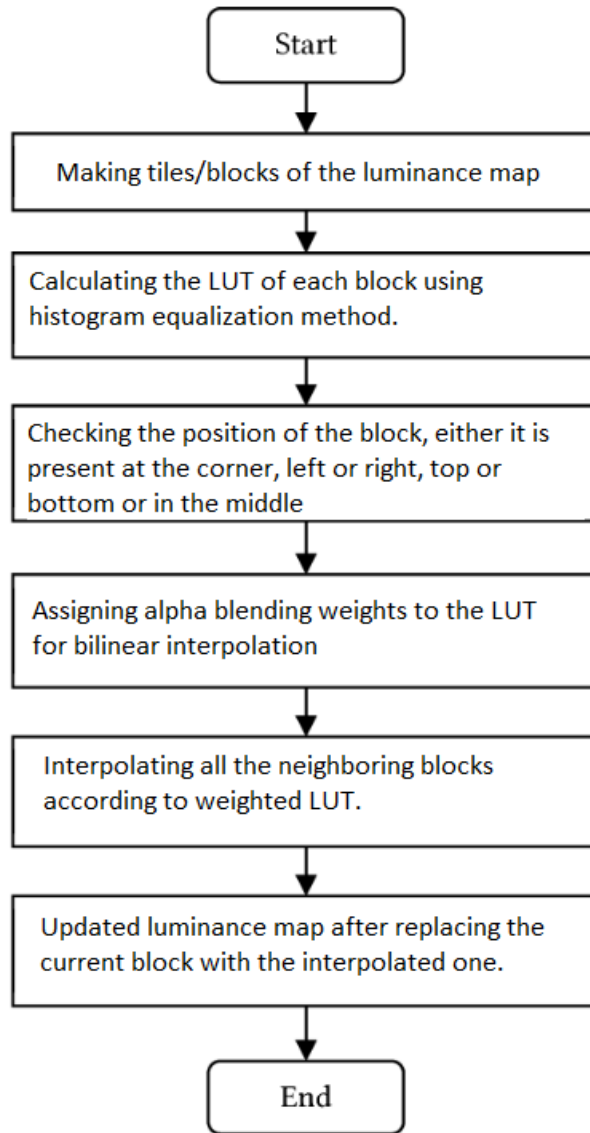 Start
Making tiles/blocks of the luminance map
Calculating the LUT of each block using
histogram equalization method.
Checking the position of the block, either it is
present at the corner, left or right, top or
bottom or in the middle
Assigning alpha blending weights to the LUT
for bilinear interpolation
Interpolating all the neighboring blocks
according to weighted LUT.
Updated luminance map after replacing the
current block with the interpolated one.
End